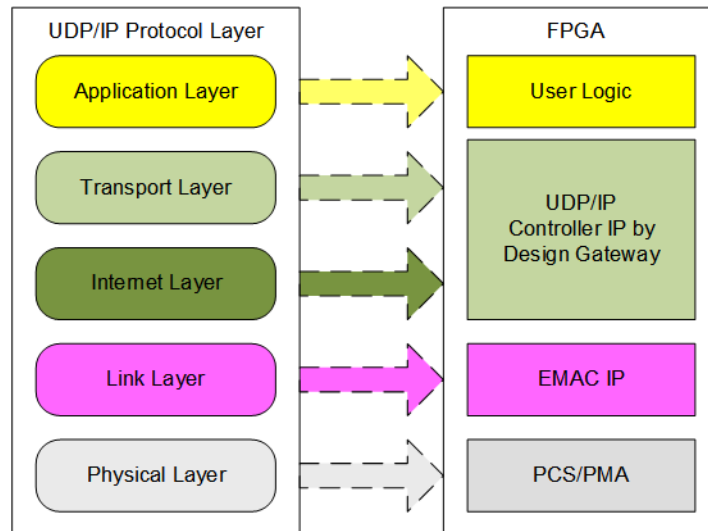 UDP/IP Protocol Layer
Application Layer
Transport Layer
Internet Layer
Link Layer
Physical Layer
FPGA
User Logic
UDP/IP
Controller IP by
Design Gateway
EMAC IP
PCS/PMA